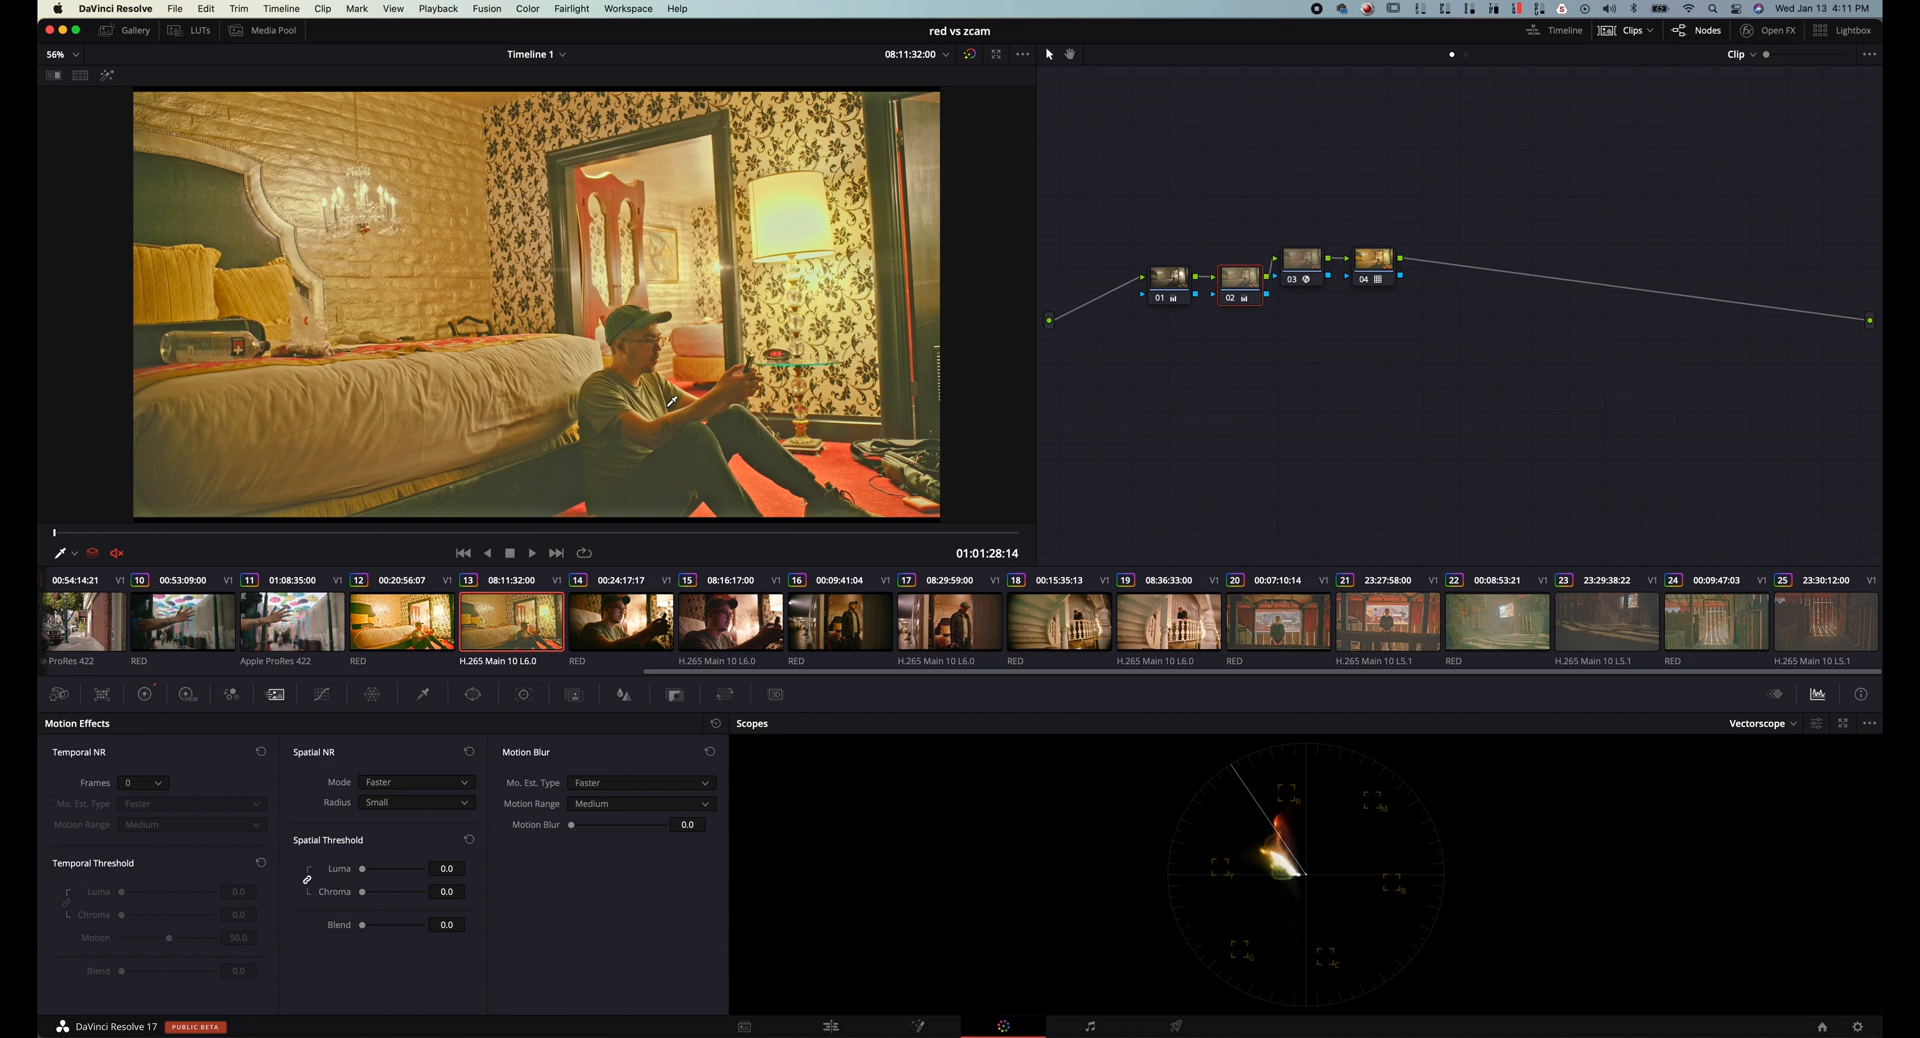 DaVinci Resolve File Edit Trim Timeline Clip Mark View Playback Fusion Color Fairlight Workspace Help Wed Jan 13 4:11 PM
Gallery LUTs Media Pool red vs zcam Timeline Clips Nodes Open FX Lightbox
56% Timeline 1 08:11:32:00 Clip
01 02 03 04
01:01:28:14
00:54:14:21 V1 10 00:53:09:00 V1 11 01:08:35:00 V1 12 00:20:56:07 V1 13 08:11:32:00 V1 14 00:24:17:17 V1 15 08:16:17:00 V1 16 00:09:41:04 V1 17 08:29:59:00 V1 18 00:15:35:13 V1 19 08:36:33:00 V1 20 00:07:10:14 V1 21 23:27:58:00 V1 22 00:08:53:21 V1 23 23:29:38:22 V1 24 00:09:47:03 V1 25 23:30:12:00 V1
e ProRes 422 RED Apple ProRes 422 RED H.265 Main 10 L6.0 RED H.265 Main 10 L6.0 RED H.265 Main 10 L6.0 RED H.265 Main 10 L6.0 RED H.265 Main 10 L5.1 RED H.265 Main 10 L5.1 RED H.265 Main 10 L5.1
HDR 3D
Motion Effects Scopes Vectorscope
Temporal NR Spatial NR Motion Blur
Frames 0 Mode Faster Mo. Est. Type Faster
Mo. Est. Type Faster Radius Small Motion Range Medium
Motion Range Medium Motion Blur 0.0
Spatial Threshold
Temporal Threshold
Luma 0.0
Luma 0.0 Chroma 0.0
Chroma 0.0
Blend 0.0
Motion 50.0
Blend 0.0
R M
Y B
G C
DaVinci Resolve 17 PUBLIC BETA